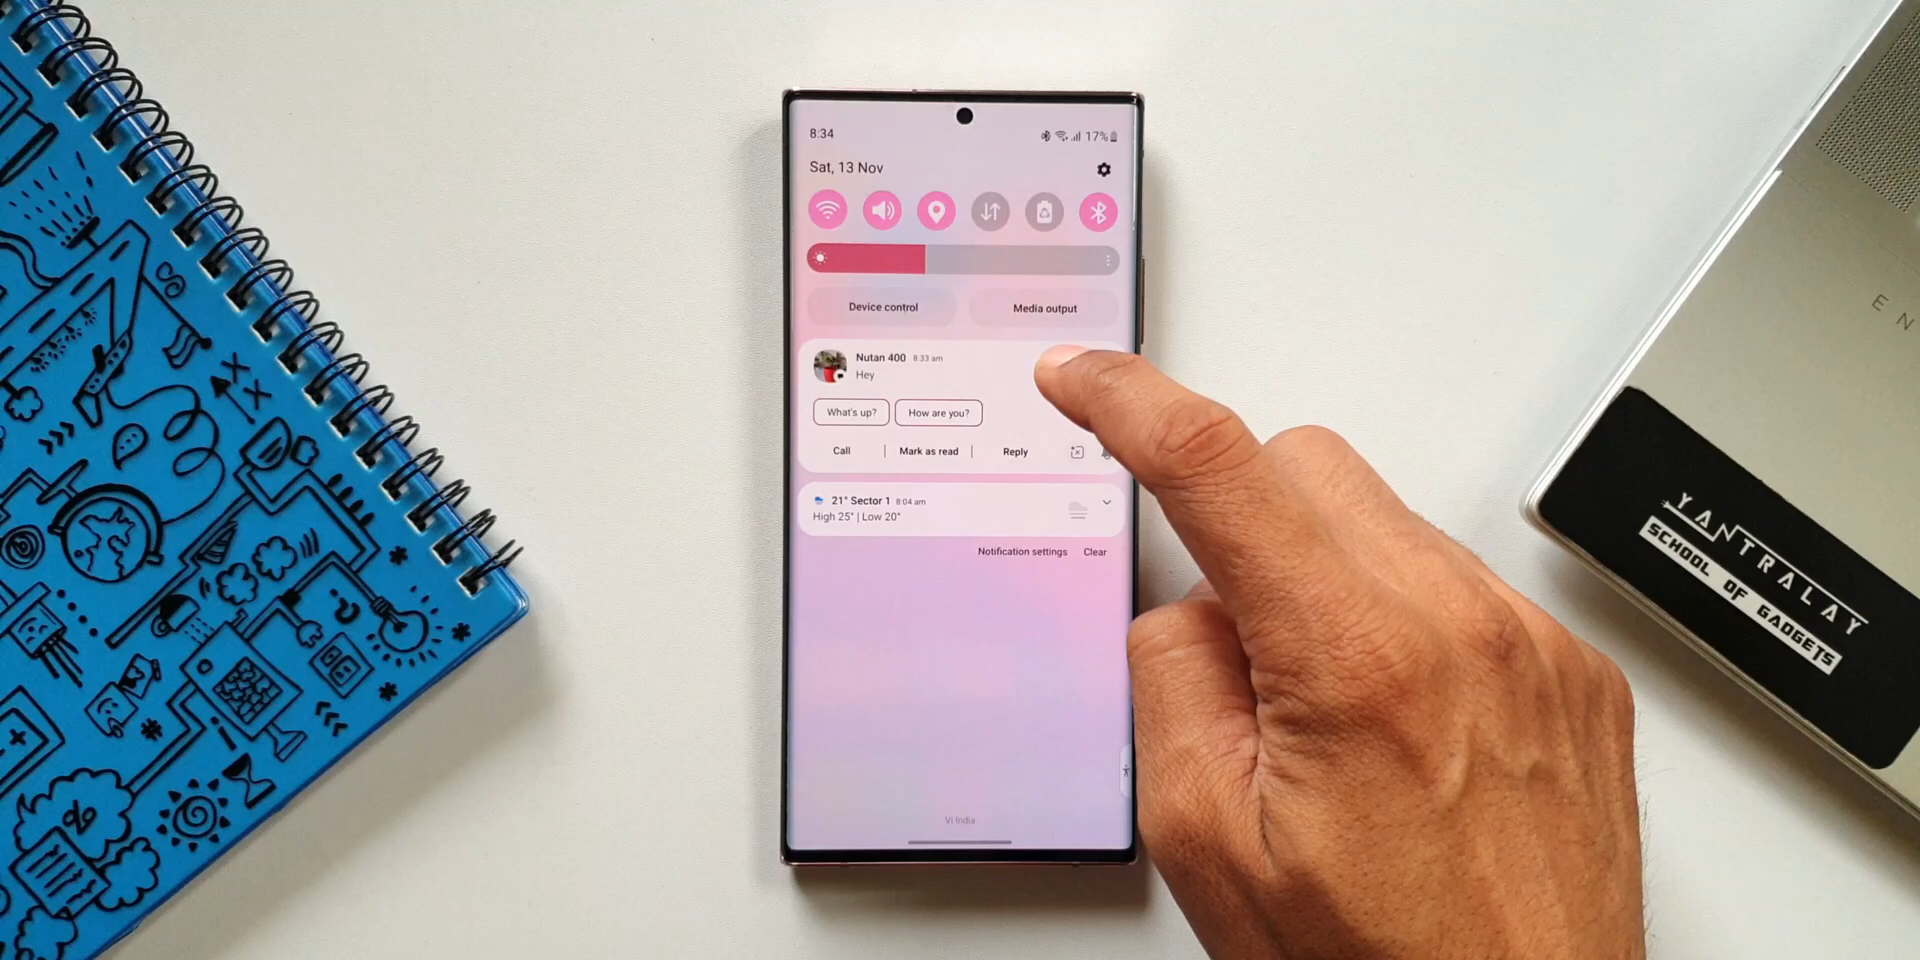 8:34
17%
Sat, 13 Nov
Device control
Media output
Nutan 400 8:33 am
Hey
What's up?
How are you?
Call
Mark as read
Reply
21° Sector 1 8:04 am
High 25° | Low 20°
Notification settings
Clear
Vi India
EN
YANTRALAY
SCHOOL OF GADGETS